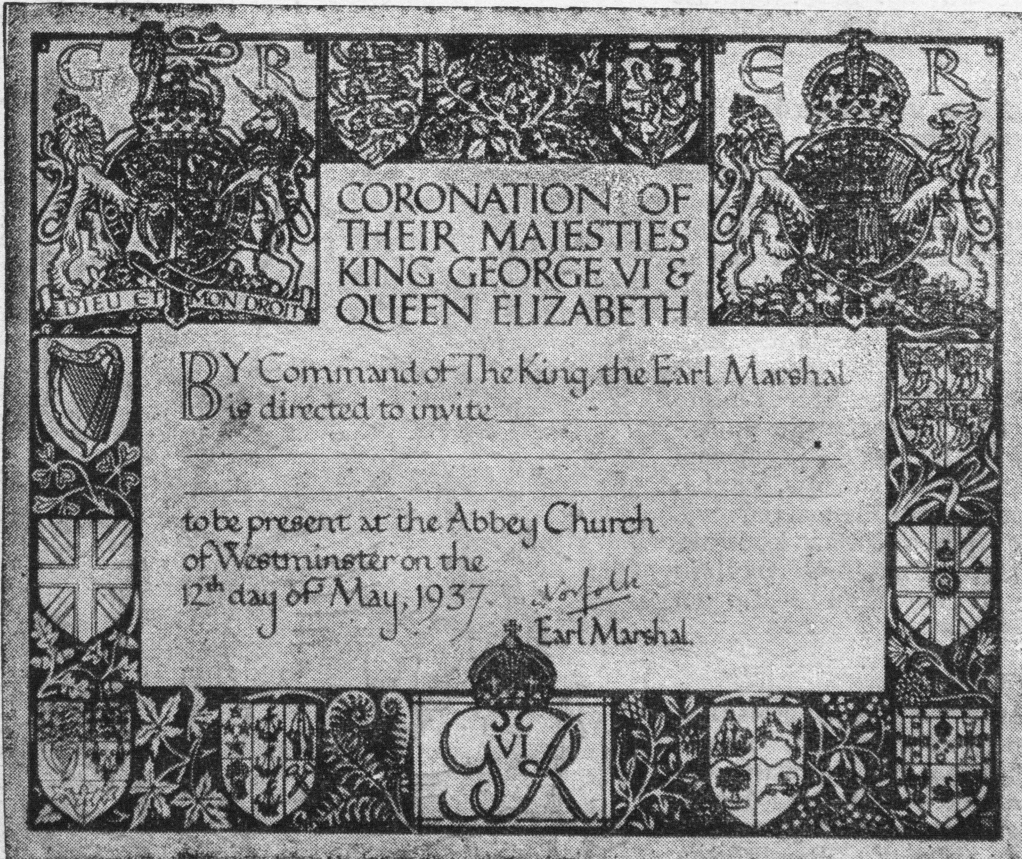 G R
E R
CORONATION OF
THEIR MAJESTIES
KING GEORGE VI &
QUEEN ELIZABETH
DIEU ET MON DROIT
BY Command of The King, the Earl Marshal
is directed to invite
to be present at the Abbey Church
of Westminster on the
12th day of May, 1937
Norfolk
Earl Marshal.
G VI R